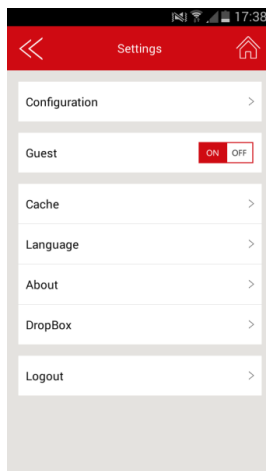 17:38
Settings
Configuration
Guest
ON OFF
Cache
Language
About
DropBox
Logout